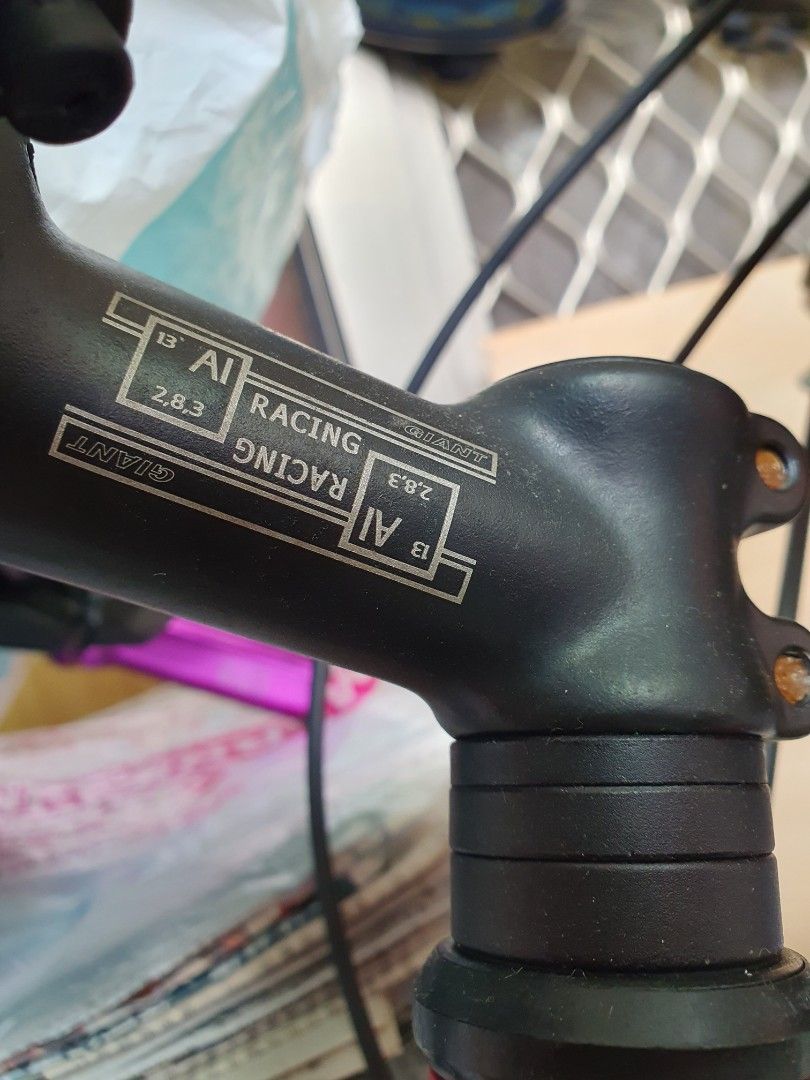 13 Al
2,8,3
RACING
GIANT
GIANT
RACING
2,8,3
13 Al